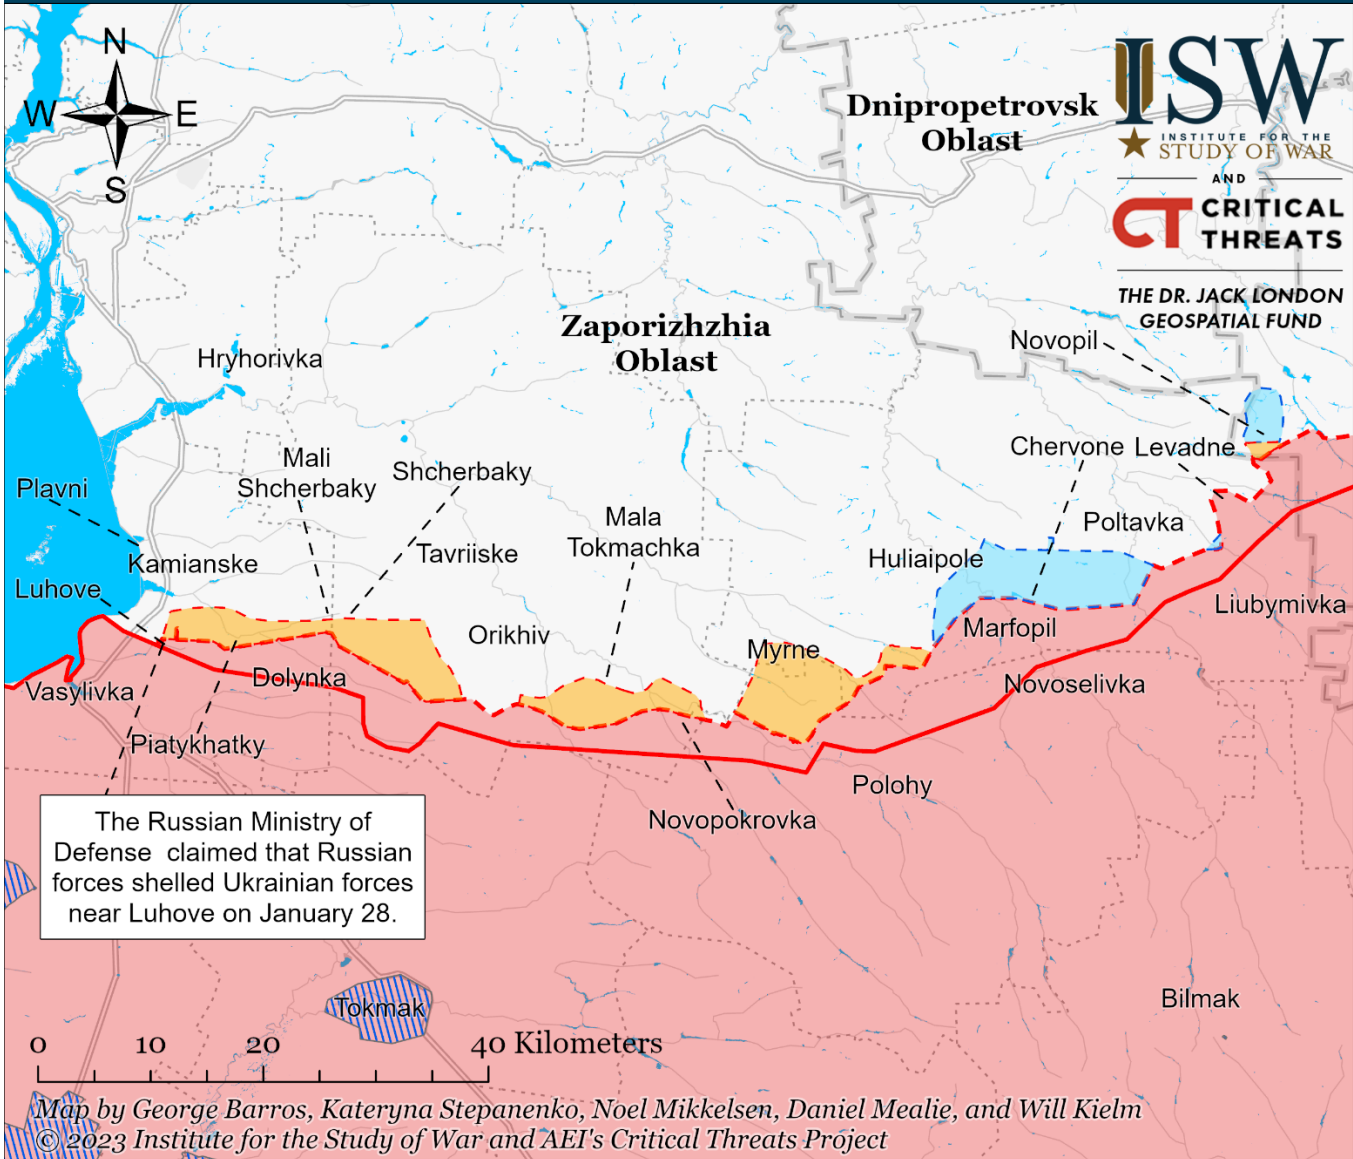 N
W E
S
Dnipropetrovsk
Oblast
ISW
INSTITUTE FOR THE
STUDY OF WAR
AND
CT CRITICAL
THREATS
THE DR. JACK LONDON
GEOSPATIAL FUND
Zaporizhzhia
Oblast
Novopil
Hryhorivka
Mali
Shcherbaky
Shcherbaky
Chervone
Levadne
Plavni
Mala
Tokmachka
Poltavka
Tavriiske
Kamianske
Huliaipole
Luhove
Liubymivka
Orikhiv
Marfopil
Myrne
Vasylivka
Dolynka
Novoselivka
Piatykhatky
Polohy
Novopokrovka
The Russian Ministry of
Defense claimed that Russian
forces shelled Ukrainian forces
near Luhove on January 28.
Tokmak
Bilmak
0 10 20 40 Kilometers
Map by George Barros, Kateryna Stepanenko, Noel Mikkelsen, Daniel Mealie, and Will Kielm
© 2023 Institute for the Study of War and AEI's Critical Threats Project